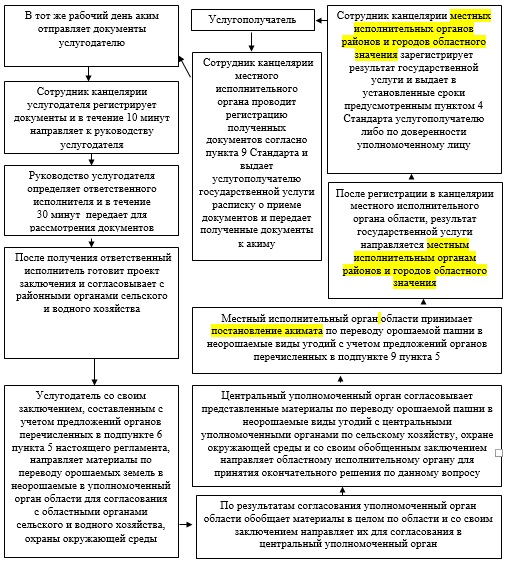 Услугополучатель
Сотрудник канцелярии
местного
исполнительного
органа проводит
регистрацию
полученных
документов согласно
пункта 9 Стандарта и
выдает
услугополучателю
государственной услуги
расписку о приеме
документов и передает
полученные документы
к акиму
В тот же рабочий день аким
отправляет документы
услугодателю
Сотрудник канцелярии
услугодателя регистрирует
документы и в течение 10 минут
направляет к руководству
услугодателя
Руководство услугодателя
определяет ответственного
исполнителя и в течение
30 минут передает для
рассмотрения документов
После получения ответственный
исполнитель готовит проект
заключения и согласовывает с
районными органами сельского
и водного хозяйства
Услугодатель со своим
заключением, составленным с
учетом предложений органов
перечисленных в подпункте 6
пункта 5 настоящего регламента,
направляет материалы по
переводу орошаемых земель в
неорошаемые в уполномоченный
орган области для согласования
с областными органами
сельского и водного хозяйства,
охраны окружающей среды
По результатам согласования уполномоченный орган
области обобщает материалы в целом по области и со своим
заключением направляет их для согласования в
центральный уполномоченный орган
Центральный уполномоченный орган согласовывает
представленные материалы по переводу орошаемой пашни в
неорошаемые виды угодий с центральными
уполномоченными органами по сельскому хозяйству, охране
окружающей среды и со своим обобщенным заключением
направляет областному исполнительному органу для
принятия окончательного решения по данному вопросу
Местный исполнительный орган области принимает
постановление акимата по переводу орошаемой пашни в
неорошаемые виды угодий с учетом предложений органов
перечисленных в подпункте 9 пункта 5
После регистрации в канцелярии
местного исполнительного
органа области, результат
государственной услуги
направляется местным
исполнительным органам
районов и городов областного
значения
Сотрудник канцелярии местных
исполнительных органов
районов и городов областного
значения зарегистрирует
результат государственной
услуги и выдает в
установленные сроки
предусмотренным пунктом 4
Стандарта услугополучателю
либо по доверенности
уполномоченному лицу